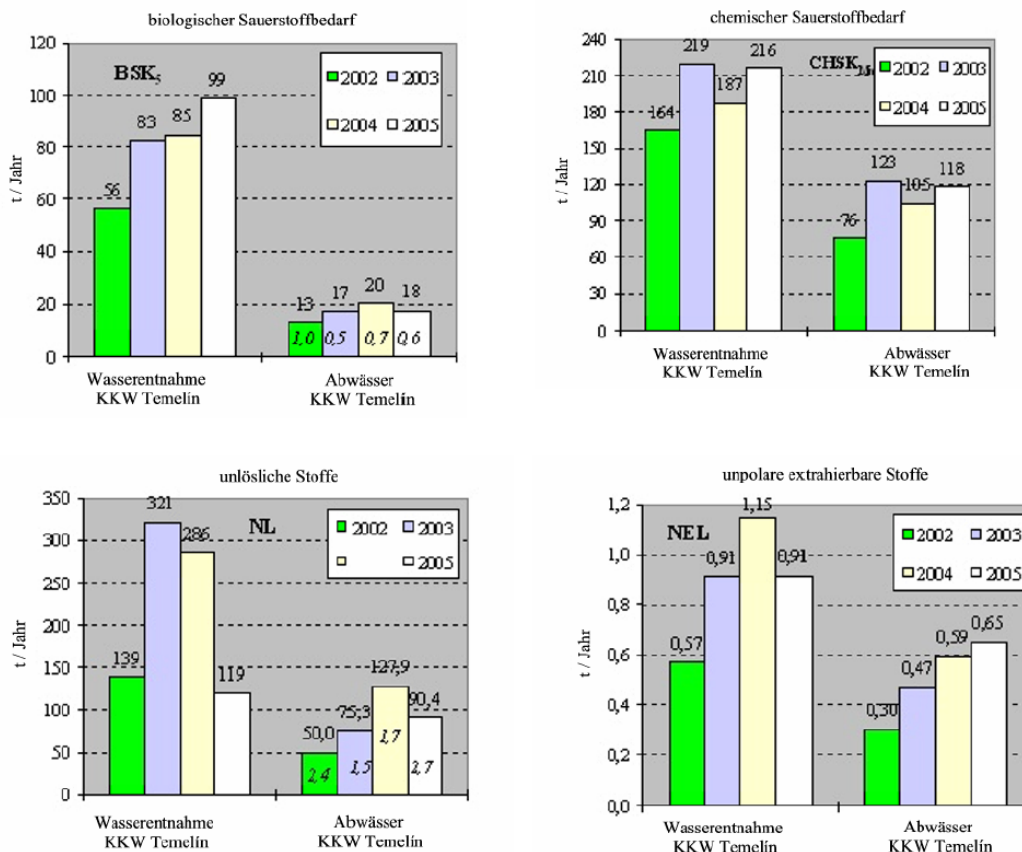 biologischer Sauerstoffbedarf
BSK5
2002 2003
2004 2005
t / Jahr
120
100
80
60
40
20
0
56 83 85 99
13 17 20 18
1,0 0,5 0,7 0,6
Wasserentnahme
KKW Temelín
Abwässer
KKW Temelín
chemischer Sauerstoffbedarf
2002 2003
2004 2005
t / Jahr
240
210
180
150
120
90
60
30
0
164 219 187 216
76 123 105 118
Wasserentnahme
KKW Temelín
Abwässer
KKW Temelín
unlösliche Stoffe
NL
2002 2003
2005
t / Jahr
350
300
250
200
150
100
50
0
139 321 286 119
50,0 75,3 127,9 90,4
1,5
Wasserentnahme
KKW Temelín
Abwässer
KKW Temelín
unpolare extrahierbare Stoffe
NEL
2002 2003
2004 2005
t / Jahr
1,2
1,0
0,8
0,6
0,4
0,2
0,0
0,57 0,91 1,15 0,91
0,30 0,47 0,59 0,65
Wasserentnahme
KKW Temelín
Abwässer
KKW Temelín